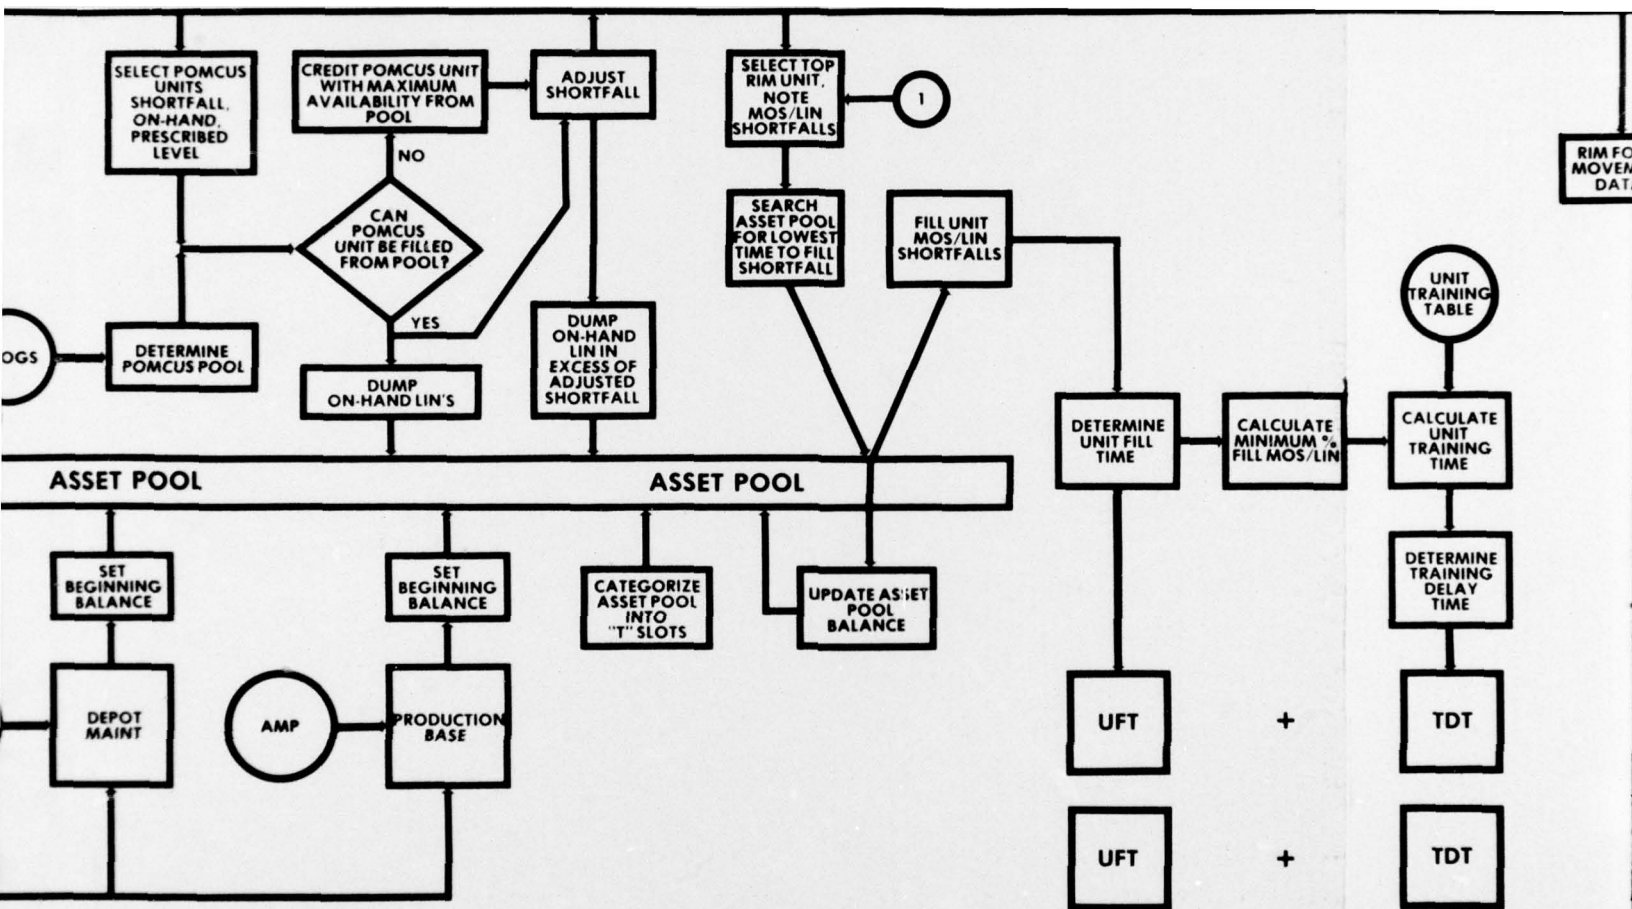 SELECT POMCUS
UNITS
SHORTFALL,
ON-HAND,
PRESCRIBED
LEVEL
CREDIT POMCUS UNIT
WITH MAXIMUM
AVAILABILITY FROM
POOL
ADJUST
SHORTFALL
SELECT TOP
RIM UNIT,
NOTE
MOS/LIN
SHORTFALLS
1
NO
CAN
POMCUS
UNIT BE FILLED
FROM POOL?
YES
SEARCH
ASSET POOL
FOR LOWEST
TIME TO FILL
SHORTFALL
FILL UNIT
MOS/LIN
SHORTFALLS
RIM FO
MOVEM
DAT
UNIT
TRAINING
TABLE
OGS
DETERMINE
POMCUS POOL
DUMP
ON-HAND LIN'S
DUMP
ON-HAND
LIN IN
EXCESS OF
ADJUSTED
SHORTFALL
DETERMINE
UNIT FILL
TIME
CALCULATE
MINIMUM %
FILL MOS/LIN
CALCULATE
UNIT
TRAINING
TIME
ASSET POOL
ASSET POOL
SET
BEGINNING
BALANCE
SET
BEGINNING
BALANCE
CATEGORIZE
ASSET POOL
INTO
"T" SLOTS
UPDATE ASSET
POOL
BALANCE
DETERMINE
TRAINING
DELAY
TIME
DEPOT
MAINT
AMP
PRODUCTION
BASE
UFT + TDT
UFT + TDT